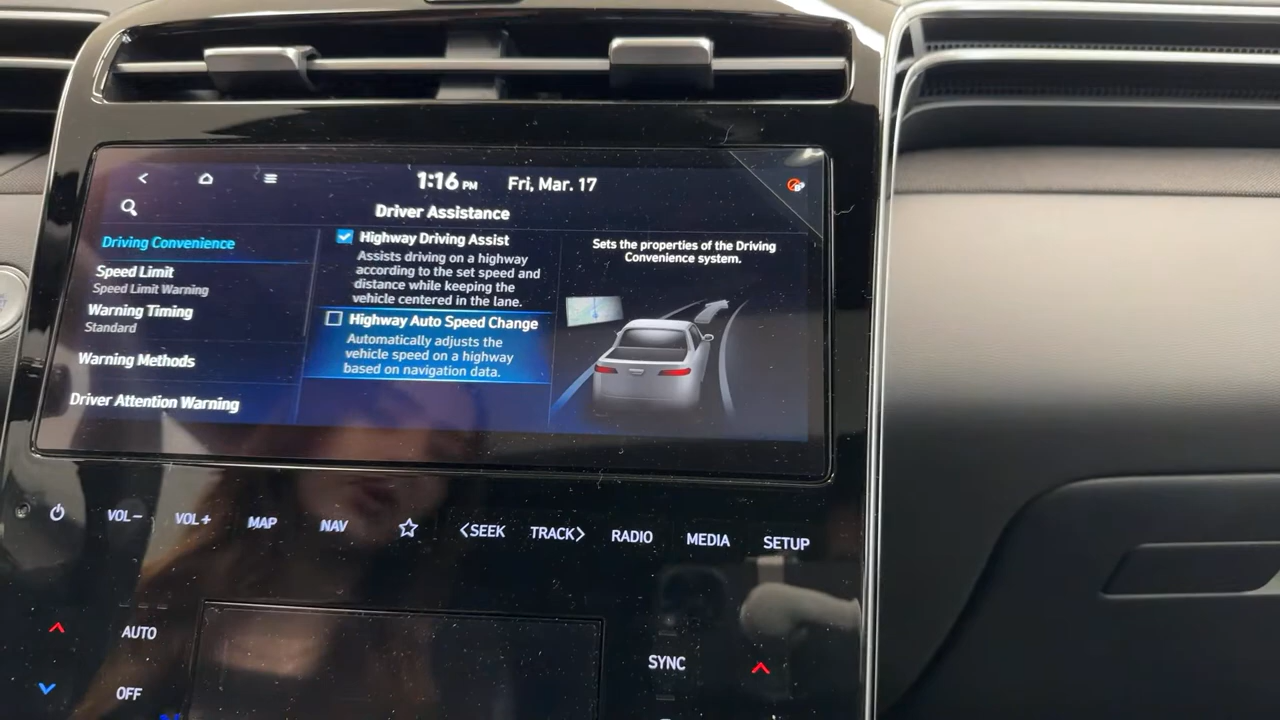 1:16 PM Fri, Mar. 17
Driver Assistance
Driving Convenience
Speed Limit
Speed Limit Warning
Warning Timing
Standard
Warning Methods
Driver Attention Warning
Highway Driving Assist
Assists driving on a highway
according to the set speed and
distance while keeping the
vehicle centered in the lane.
Highway Auto Speed Change
Automatically adjusts the
vehicle speed on a highway
based on navigation data.
Sets the properties of the Driving
Convenience system.
VOL− VOL+ MAP NAV <SEEK TRACK> RADIO MEDIA SETUP
AUTO
SYNC
OFF